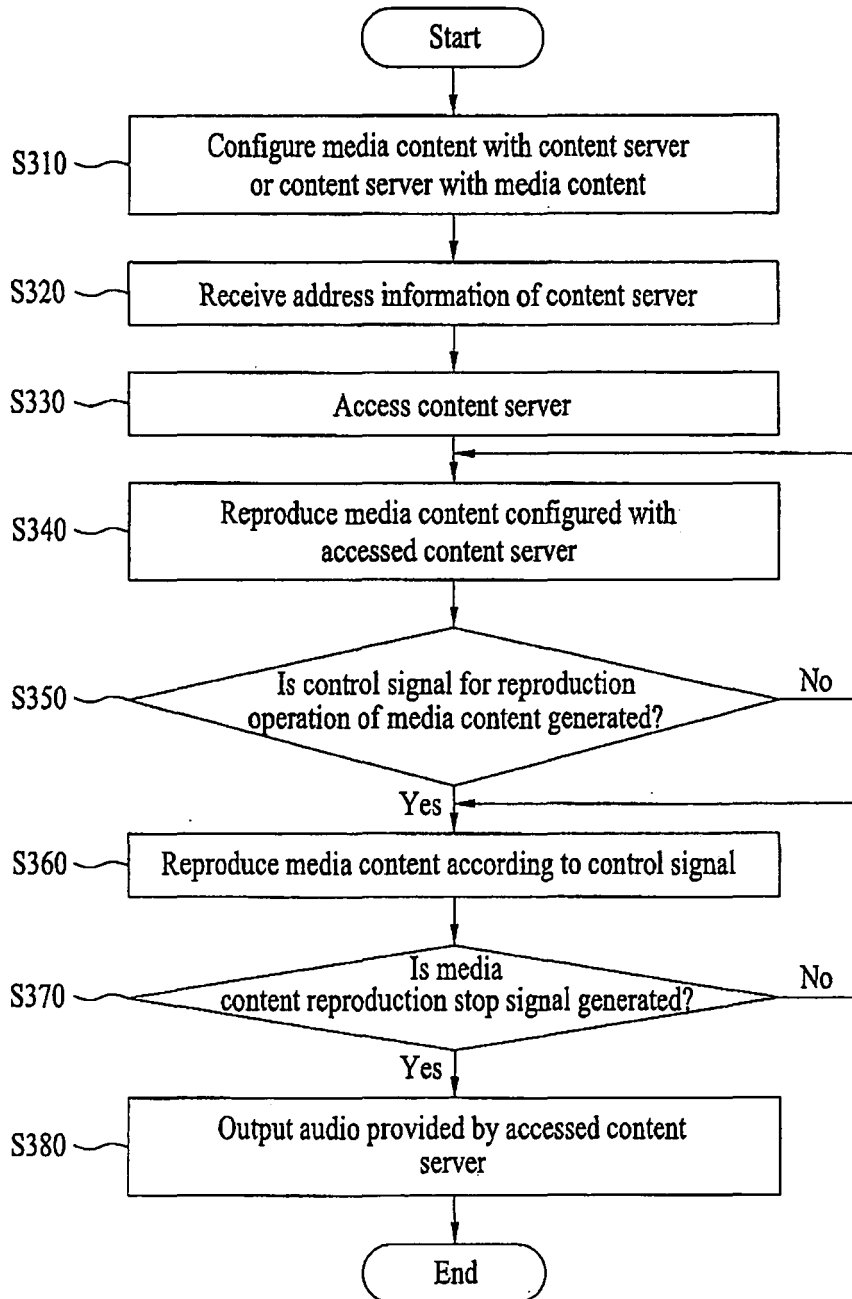 Start
S310
Configure media content with content server
or content server with media content
S320
Receive address information of content server
S330
Access content server
S340
Reproduce media content configured with
accessed content server
S350
Is control signal for reproduction
operation of media content generated?
No
Yes
S360
Reproduce media content according to control signal
S370
Is media
content reproduction stop signal generated?
No
Yes
S380
Output audio provided by accessed content
server
End